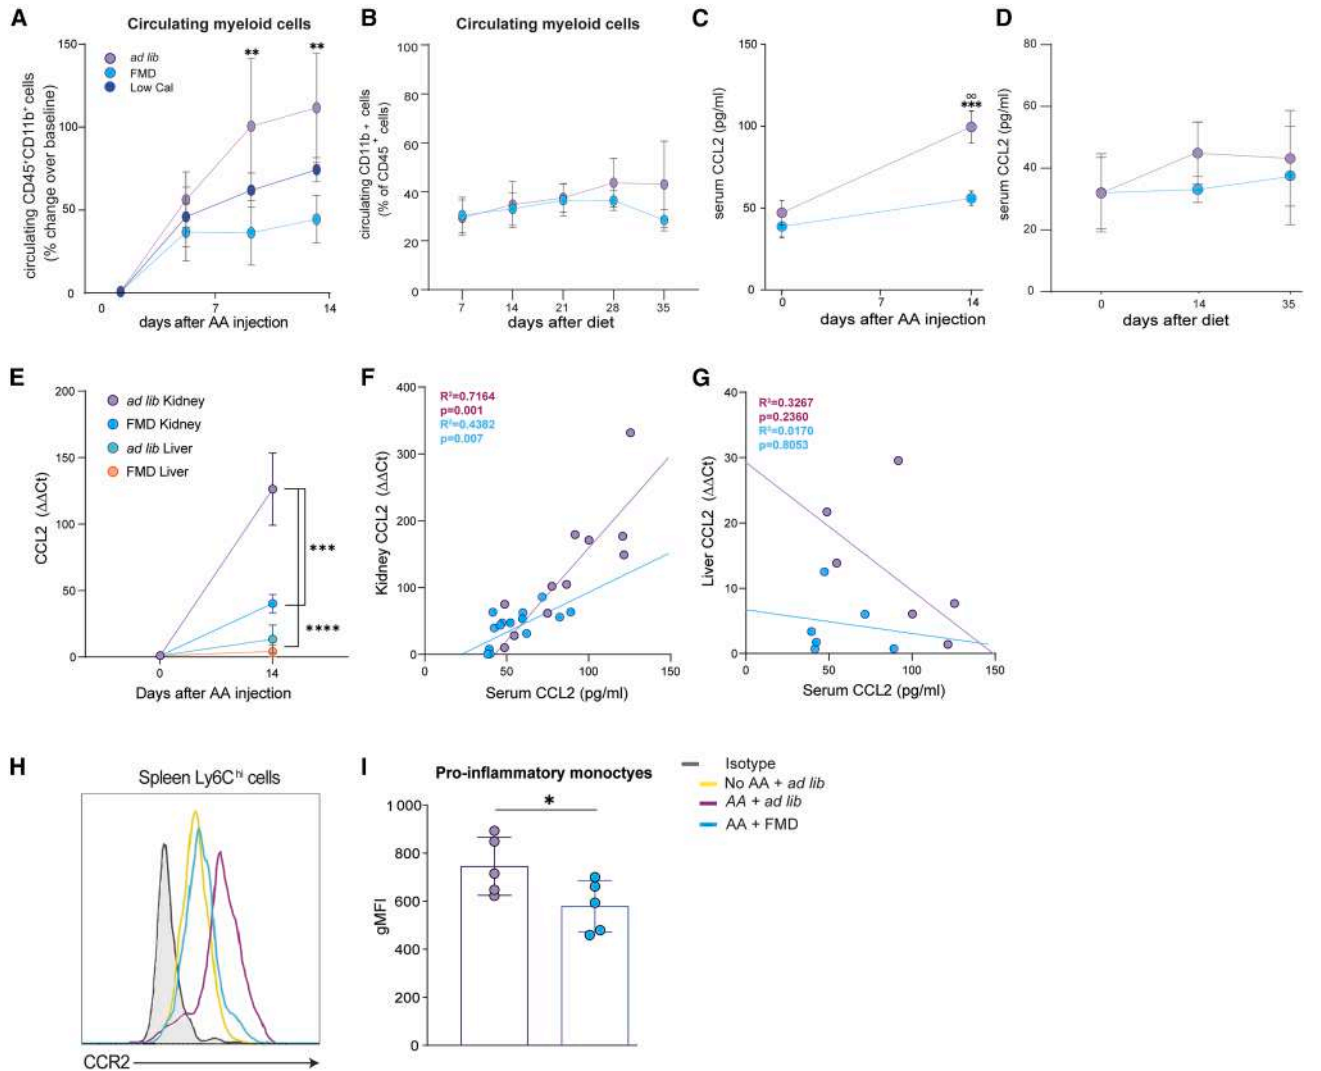 A
Circulating myeloid cells
circulating CD45⁺CD11b⁺ cells
(% change over baseline)
150
100
50
0
ad lib
FMD
Low Cal
**
**
0
7
14
days after AA injection
B
Circulating myeloid cells
circulating CD11b + cells
(% of CD45⁺ cells)
100
80
60
40
20
0
7
14
21
28
35
days after diet
C
serum CCL2 (pg/ml)
150
100
50
0
∞
***
0
7
14
days after AA injection
D
serum CCL2 (pg/ml)
80
60
40
20
0
0
14
35
days after diet
E
CCL2 (ΔΔCt)
200
150
100
50
0
ad lib Kidney
FMD Kidney
ad lib Liver
FMD Liver
***
****
0
14
Days after AA injection
F
Kidney CCL2 (ΔΔCt)
400
300
200
100
0
R²=0.7164
p=0.001
R²=0.4382
p=0.007
0
50
100
150
Serum CCL2 (pg/ml)
G
Liver CCL2 (ΔΔCt)
40
30
20
10
0
R²=0.3267
p=0.2360
R²=0.0170
p=0.8053
0
50
100
150
Serum CCL2 (pg/ml)
H
Spleen Ly6C hi cells
CCR2
I
Pro-inflammatory monoctyes
gMFI
1 000
800
600
400
200
0
*
Isotype
No AA + ad lib
AA + ad lib
AA + FMD